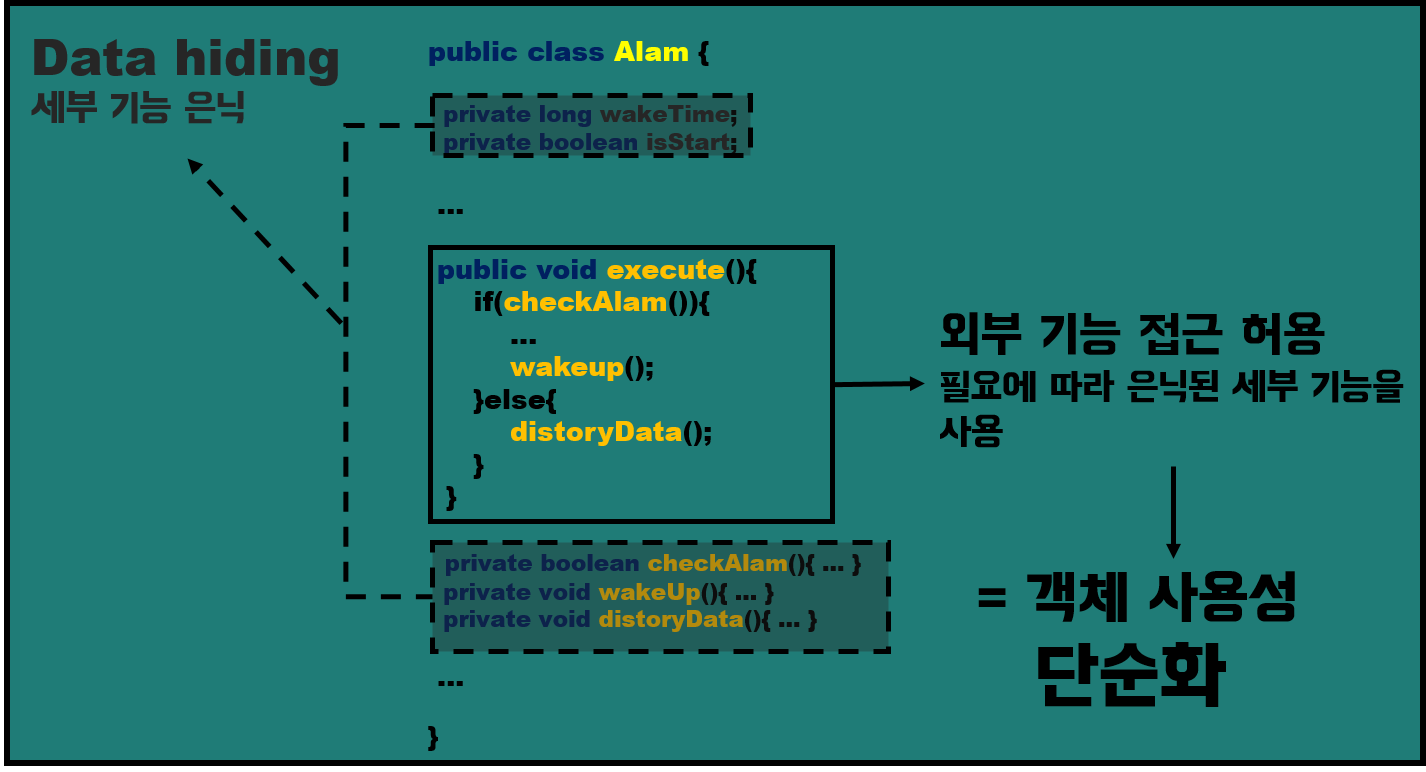 Data hiding
세부 기능 은닉
public class Alam {
private long wakeTime;
private boolean isStart;
...
public void execute(){
if(checkAlam()){
...
wakeup();
}else{
distoryData();
}
}
private boolean checkAlam(){ ... }
private void wakeUp(){ ... }
private void distoryData(){ ... }
...
}
외부 기능 접근 허용
필요에 따라 은닉된 세부 기능을
사용
= 객체 사용성
단순화